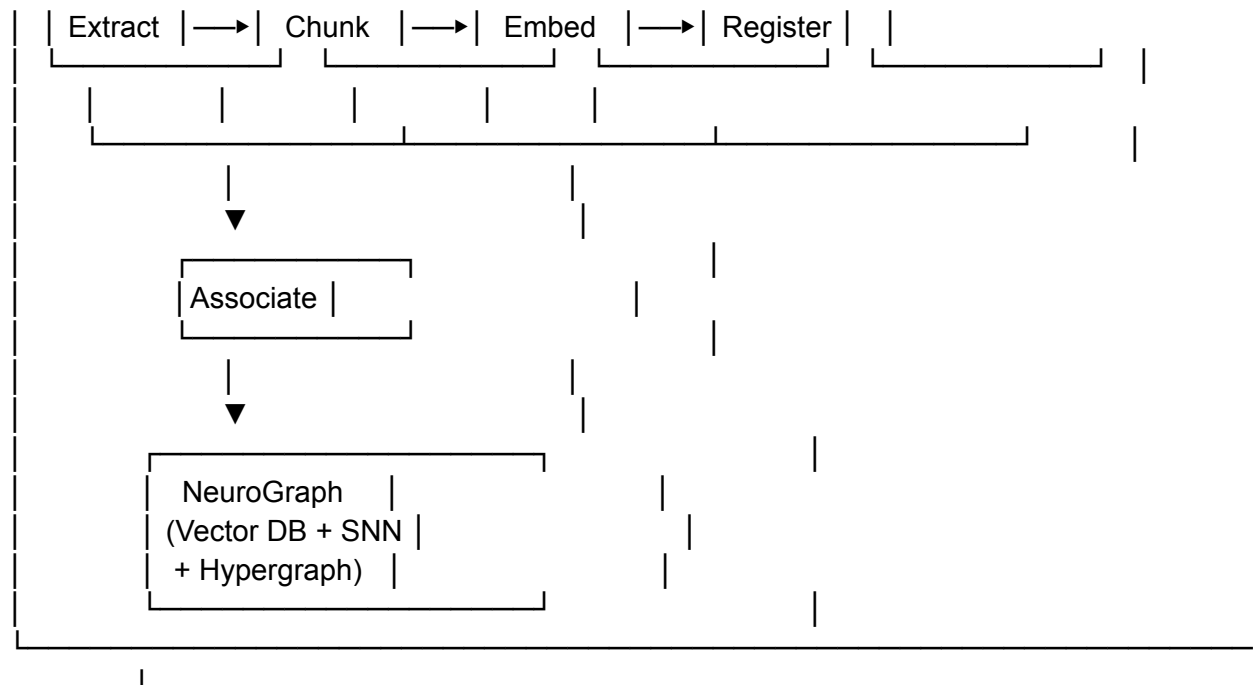 Extract Chunk Embed Register
Associate
NeuroGraph
(Vector DB + SNN
+ Hypergraph)